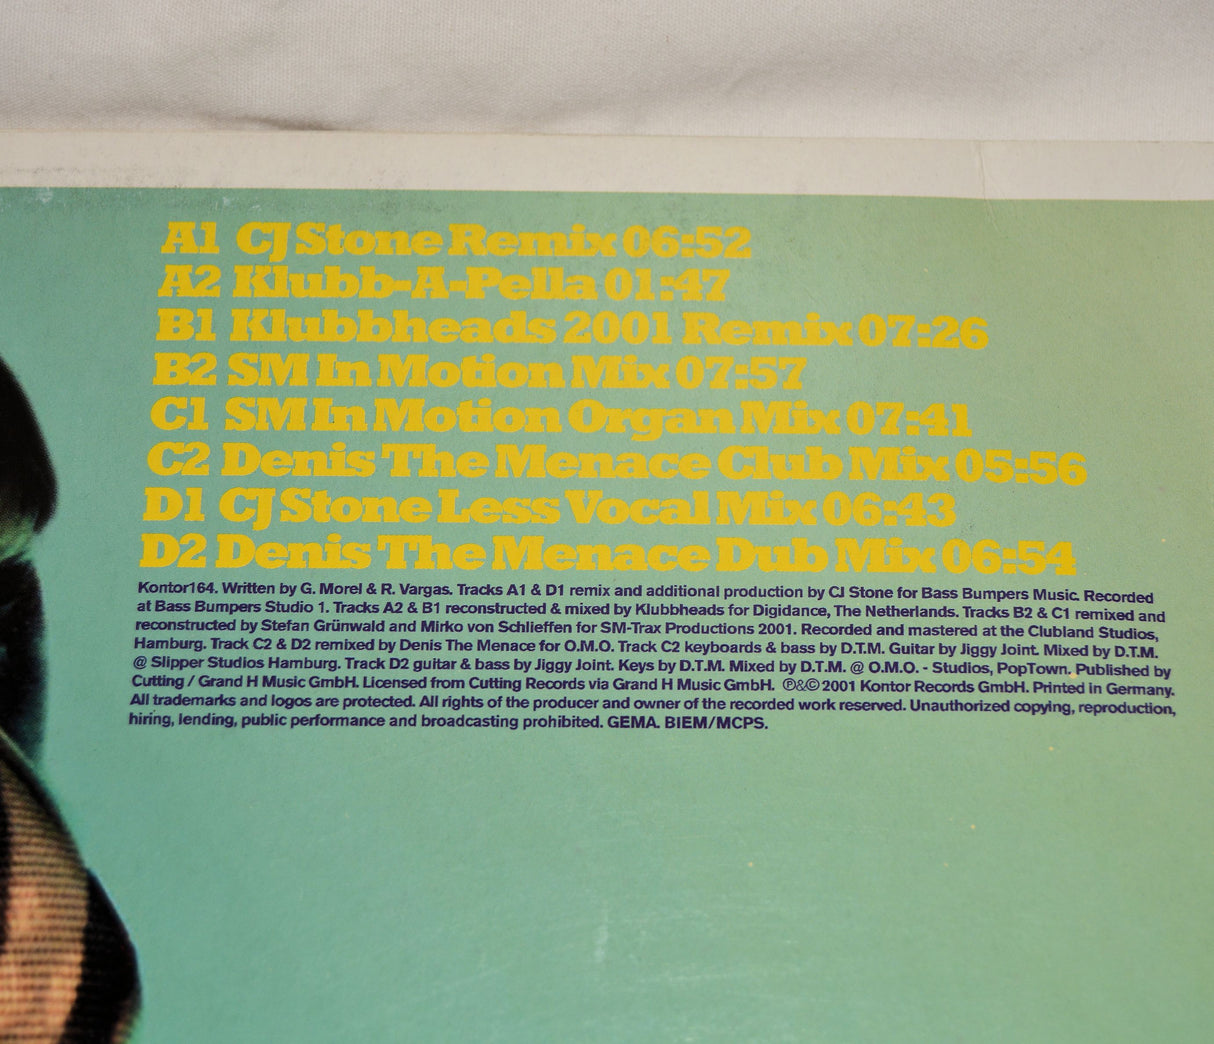 A1 CJ Stone Remix 06:52
A2 Klubb-A-Pella 01:47
B1 Klubbheads 2001 Remix 07:26
B2 SM In Motion Mix 07:57
C1 SM In Motion Organ Mix 07:41
C2 Denis The Menace Club Mix 05:56
D1 CJ Stone Less Vocal Mix 06:43
D2 Denis The Menace Dub Mix 06:54
Kontor164. Written by G. Morel & R. Vargas. Tracks A1 & D1 remix and additional production by CJ Stone for Bass Bumpers Music. Recorded
at Bass Bumpers Studio 1. Tracks A2 & B1 reconstructed & mixed by Klubbheads for Digidance, The Netherlands. Tracks B2 & C1 remixed and
reconstructed by Stefan Grünwald and Mirko von Schlieffen for SM-Trax Productions 2001. Recorded and mastered at the Clubland Studios,
Hamburg. Track C2 & D2 remixed by Denis The Menace for O.M.O. Track C2 keyboards & bass by D.T.M. Guitar by Jiggy Joint. Mixed by D.T.M.
@ Slipper Studios Hamburg. Track D2 guitar & bass by Jiggy Joint. Keys by D.T.M. Mixed by D.T.M. @ O.M.O. - Studios, PopTown. Published by
Cutting / Grand H Music GmbH. Licensed from Cutting Records via Grand H Music GmbH. ℗&© 2001 Kontor Records GmbH. Printed in Germany.
All trademarks and logos are protected. All rights of the producer and owner of the recorded work reserved. Unauthorized copying, reproduction,
hiring, lending, public performance and broadcasting prohibited. GEMA. BIEM/MCPS.